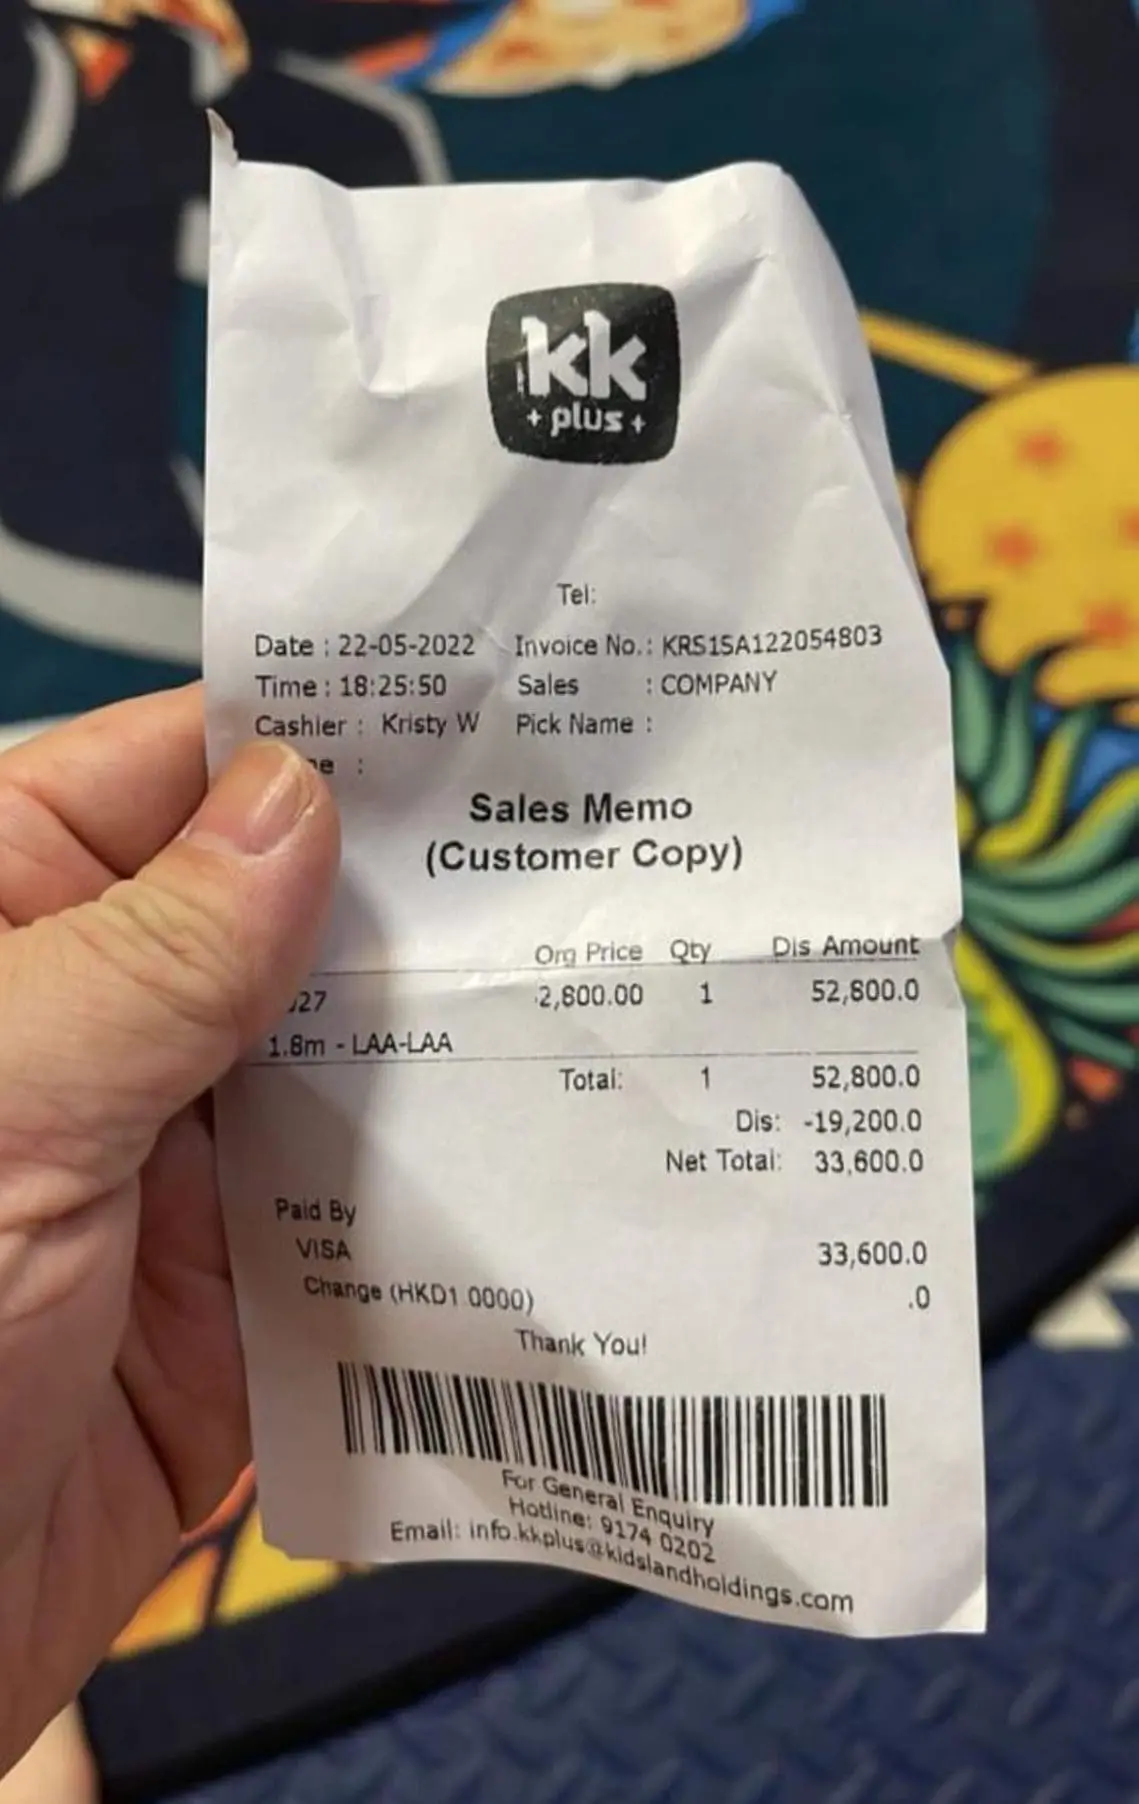 kk
+ plus +
Tel:
Date : 22-05-2022 Invoice No. : KRS1SA122054803
Time : 18:25:50 Sales : COMPANY
Cashier : Kristy W Pick Name :
ne :
Sales Memo
(Customer Copy)
Org Price Qty Dis Amount
27 2,800.00 1 52,800.0
1.8m - LAA-LAA
Total: 1 52,800.0
Dis: -19,200.0
Net Total: 33,600.0
Paid By
VISA 33,600.0
Change (HKD1.0000) .0
Thank You!
For General Enquiry
Hotline: 9174 0202
Email: info.kkplus@kidslandholdings.com